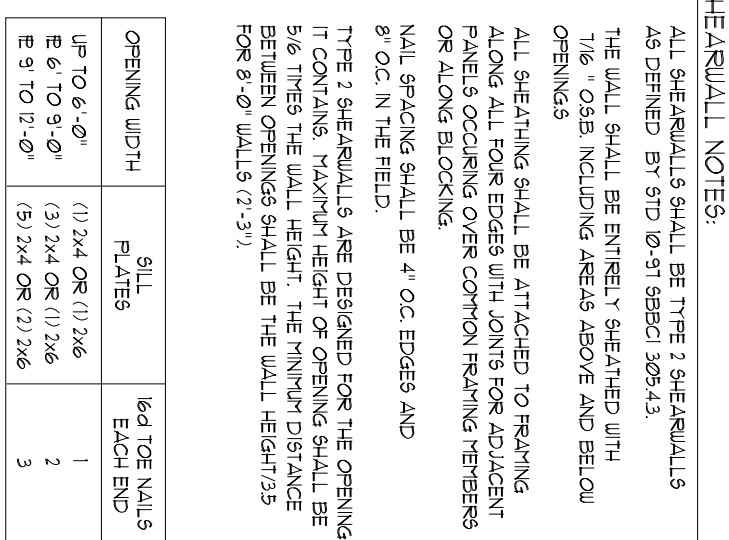 HEARWALL NOTES:
ALL SHEARWALLS SHALL BE TYPE 2 SHEARWALLS
AS DEFINED BY STD 10-97 SBBCI 305.4.3.
THE WALL SHALL BE ENTIRELY SHEATHED WITH
7/16 " O.S.B. INCLUDING AREAS ABOVE AND BELOW
OPENINGS
ALL SHEATHING SHALL BE ATTACHED TO FRAMING
ALONG ALL FOUR EDGES WITH JOINTS FOR ADJACENT
PANELS OCCURING OVER COMMON FRAMING MEMBERS
OR ALONG BLOCKING.
NAIL SPACING SHALL BE 4" O.C. EDGES AND
8" O.C. IN THE FIELD.
TYPE 2 SHEARWALLS ARE DESIGNED FOR THE OPENING
IT CONTAINS. MAXIMUM HEIGHT OF OPENING SHALL BE
5/6 TIMES THE WALL HEIGHT. THE MINIMUM DISTANCE
BETWEEN OPENINGS SHALL BE THE WALL HEIGHT/3.5
FOR 8'-0" WALLS (2'-3").
OPENING WIDTH SILL PLATES 16d TOE NAILS EACH END
UP TO 6'-0" (1) 2x4 OR (1) 2x6 1
6' TO 9'-0" (3) 2x4 OR (1) 2x6 2
9' TO 12'-0" (5) 2x4 OR (2) 2x6 3